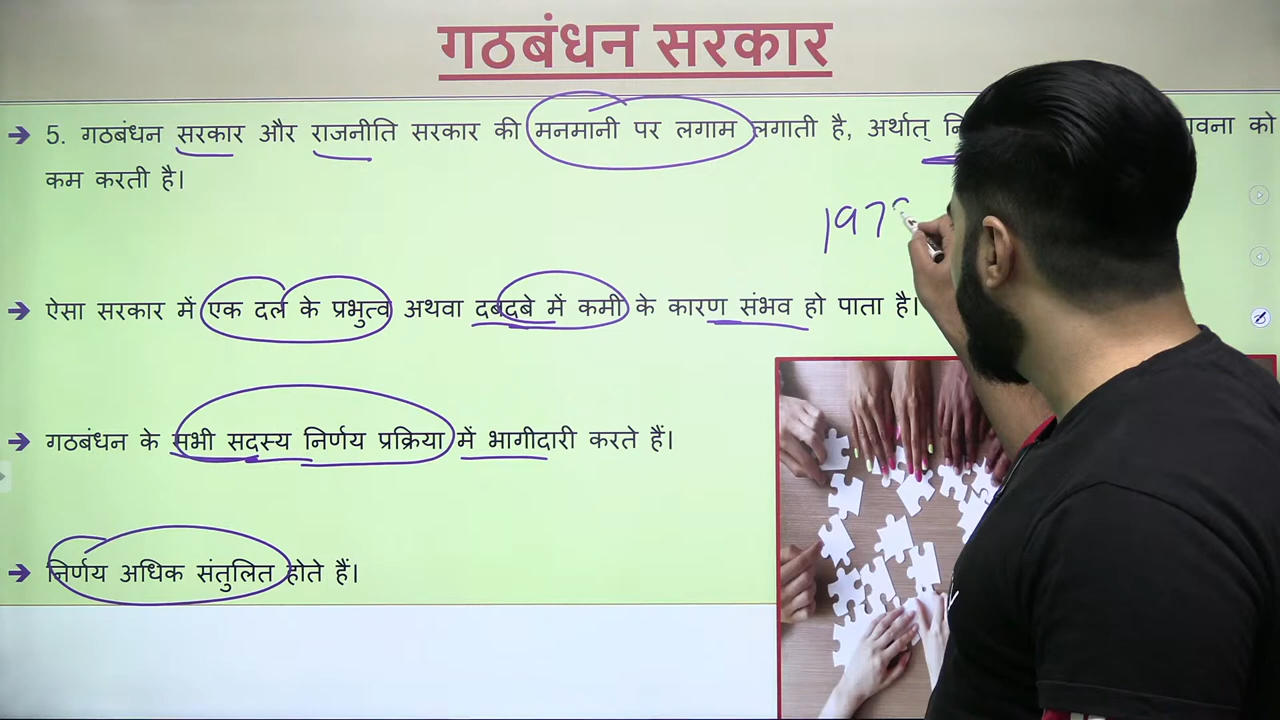 गठबंधन सरकार
➔ 5. गठबंधन सरकार और राजनीति सरकार की मनमानी पर लगाम लगाती है, अर्थात् को
कम करती है।
197
➔ ऐसा सरकार में एक दल के प्रभुत्व अथवा दबदबे में कमी के कारण संभव हो पाता है।
➔ गठबंधन के सभी सदस्य निर्णय प्रक्रिया में भागीदारी करते हैं।
➔ निर्णय अधिक संतुलित होते हैं।